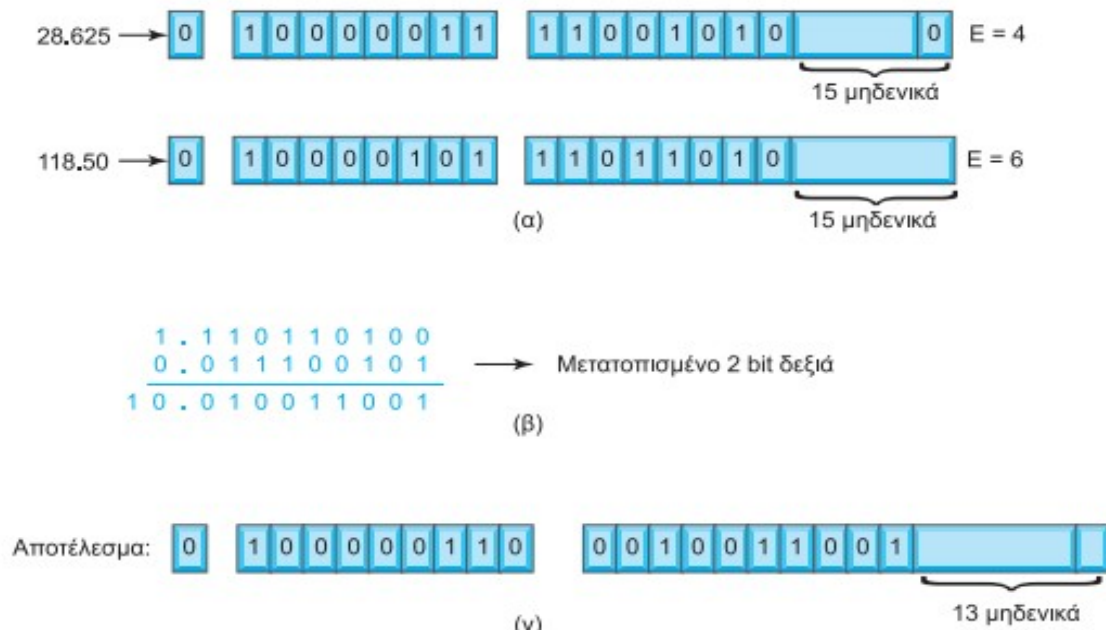 28.625 0 1 0 0 0 0 0 1 1 1 1 0 0 1 0 1 0 0 E = 4
15 μηδενικά
118.50 0 1 0 0 0 0 1 0 1 1 1 0 1 1 0 1 0 E = 6
15 μηδενικά
(α)
1 . 1 1 0 1 1 0 1 0 0
0 . 0 1 1 1 0 0 1 0 1 Μετατοπισμένο 2 bit δεξιά
1 0 . 0 1 0 0 1 1 0 0 1
(β)
Αποτέλεσμα: 0 1 0 0 0 0 0 1 1 0 0 0 1 0 0 1 1 0 0 1
13 μηδενικά
(γ)